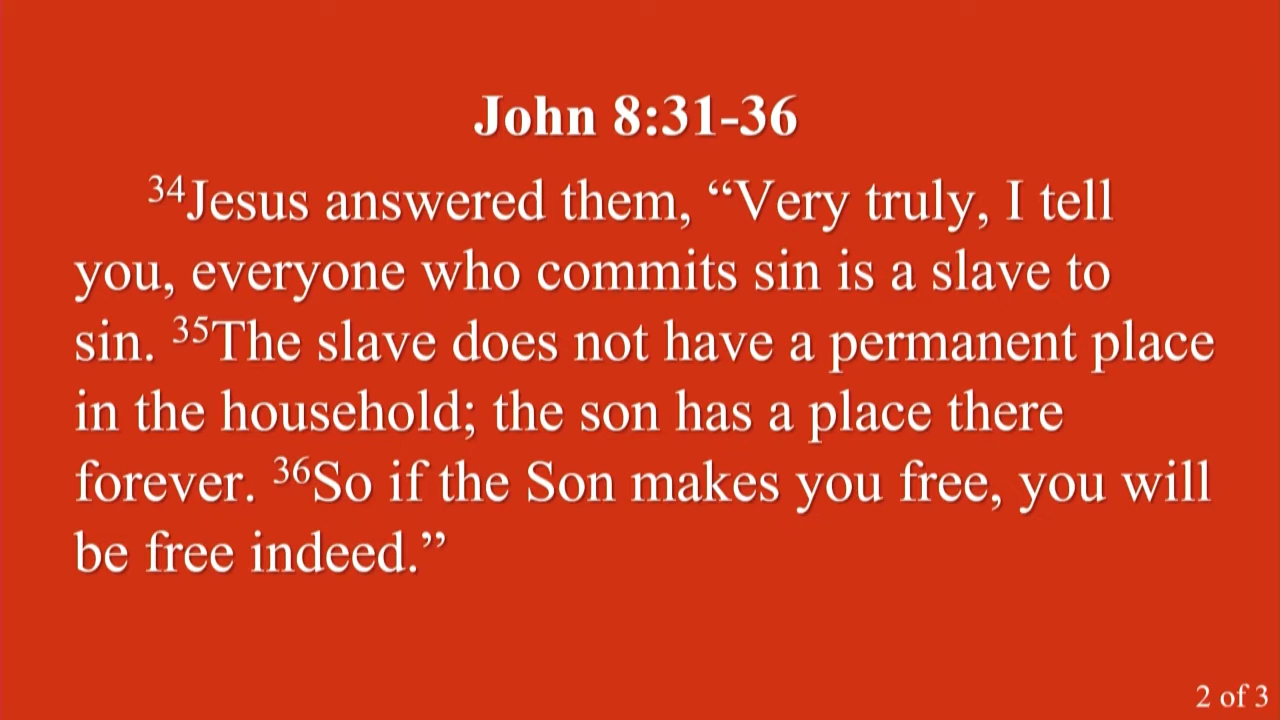 John 8:31-36
³⁴Jesus answered them, “Very truly, I tell
you, everyone who commits sin is a slave to
sin. ³⁵The slave does not have a permanent place
in the household; the son has a place there
forever. ³⁶So if the Son makes you free, you will
be free indeed.”
2 of 3